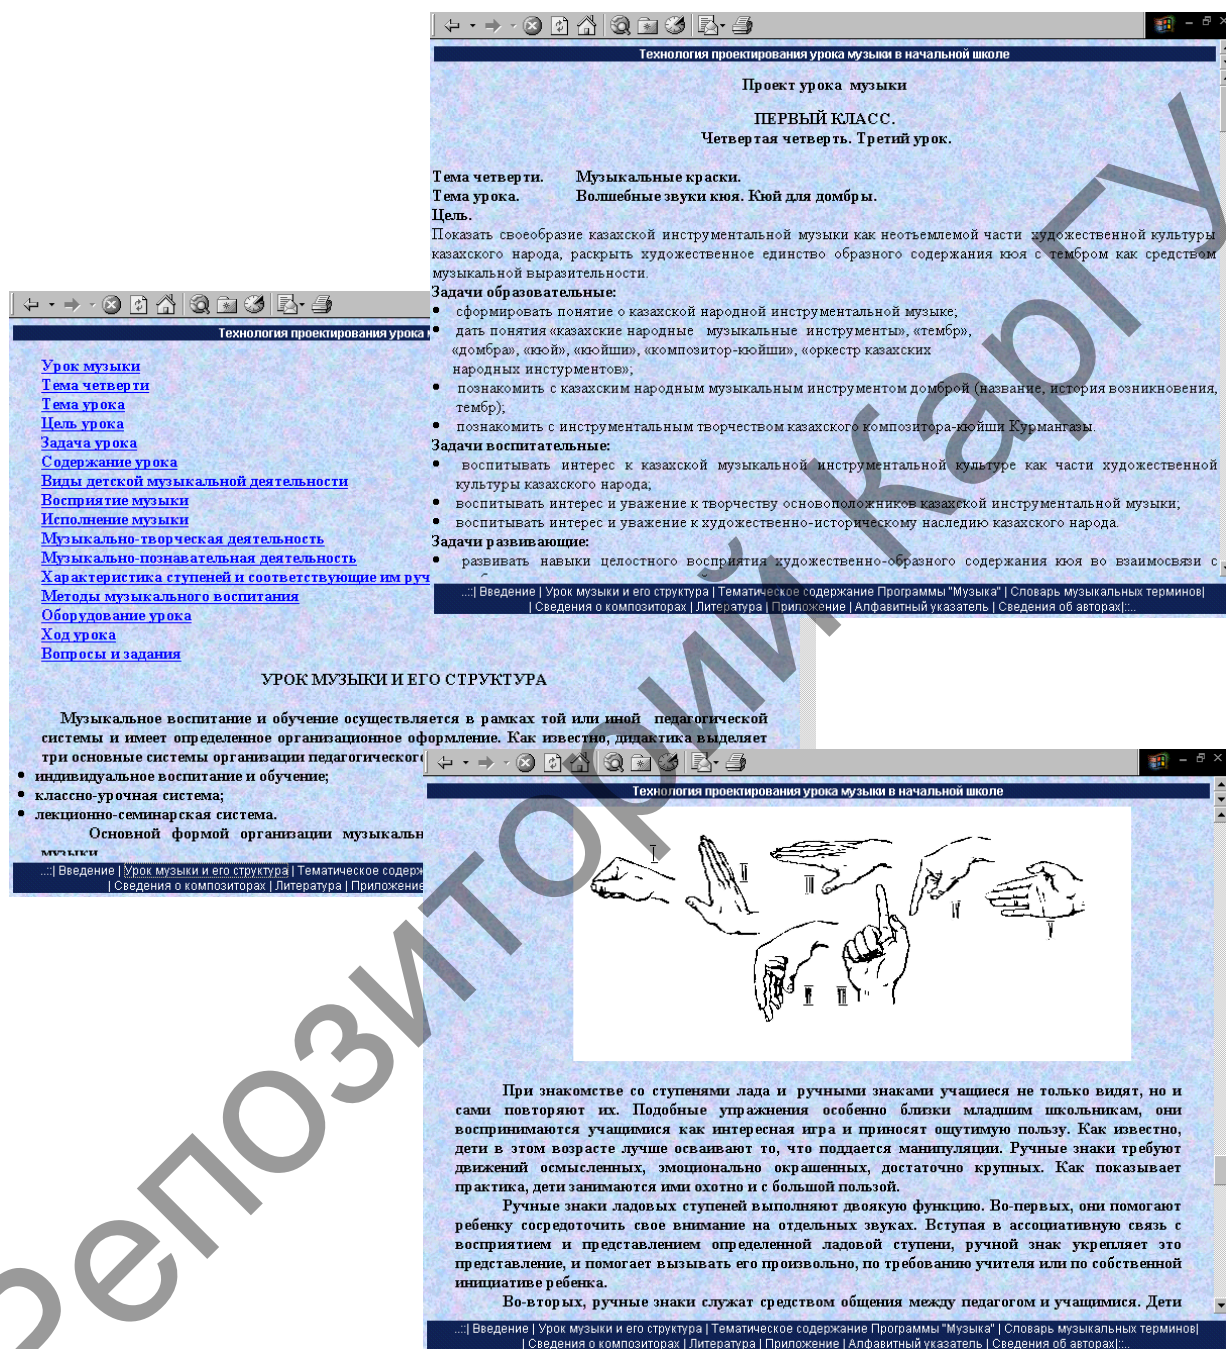 Технология проектирования урока музыки в начальной школе
Проект урока музыки
ПЕРВЫЙ КЛАСС.
Четвертая четверть. Третий урок.
Тема четверти. Музыкальные краски.
Тема урока. Волшебные звуки кюя. Кюй для домбры.
Цель.
Показать своеобразие казахской инструментальной музыки как неотъемлемой части художественной культуры
казахского народа, раскрыть художественное единство образного содержания кюя с тембром как средством
музыкальной выразительности.
Задачи образовательные:
• сформировать понятие о казахской народной инструментальной музыке;
• дать понятия «казахские народные музыкальные инструменты», «тембр»,
«домбра», «кюй», «кюйши», «композитор-кюйши», «оркестр казахских
народных инстурментов»;
• познакомить с казахским народным музыкальным инструментом домброй (название, история возникновения,
тембр);
• познакомить с инструментальным творчеством казахского композитора-кюйши Курмангазы.
Задачи воспитательные:
• воспитывать интерес к казахской музыкальной инструментальной культуре как части художественной
культуры казахского народа;
• воспитывать интерес и уважение к творчеству основоположников казахской инструментальной музыки;
• воспитывать интерес и уважение к художественно-историческому наследию казахского народа.
Задачи развивающие:
• развивать навыки целостного восприятия художественно-образного содержания кюя во взаимосвязи с
..::| Введение | Урок музыки и его структура | Тематическое содержание Программы "Музыка" | Словарь музыкальных терминов|
| Сведения о композиторах | Литература | Приложение | Алфавитный указатель | Сведения об авторах|::..
Технология проектирования урока
Урок музыки
Тема четверти
Тема урока
Цель урока
Задача урока
Содержание урока
Виды детской музыкальной деятельности
Восприятие музыки
Исполнение музыки
Музыкально-творческая деятельность
Музыкально-познавательная деятельность
Характеристика ступеней и соответствующие им руч
Методы музыкального воспитания
Оборудование урока
Ход урока
Вопросы и задания
УРОК МУЗЫКИ И ЕГО СТРУКТУРА
Музыкальное воспитание и обучение осуществляется в рамках той или иной педагогической
системы и имеет определенное организационное оформление. Как известно, дидактика выделяет
три основные системы организации педагогического
• индивидуальное воспитание и обучение;
• классно-урочная система;
• лекционно-семинарская система.
Основной формой организации музыкальн
музыки
..::| Введение | Урок музыки и его структура | Тематическое содерж
| Сведения о композиторах | Литература | Приложение
Технология проектирования урока музыки в начальной школе
I II III IV V
VI VII
При знакомстве со ступенями лада и ручными знаками учащиеся не только видят, но и
сами повторяют их. Подобные упражнения особенно близки младшим школьникам, они
воспринимаются учащимися как интересная игра и приносят ощутимую пользу. Как известно,
дети в этом возрасте лучше осваивают то, что поддается манипуляции. Ручные знаки требуют
движений осмысленных, эмоционально окрашенных, достаточно крупных. Как показывает
практика, дети занимаются ими охотно и с большой пользой.
Ручные знаки ладовых ступеней выполняют двоякую функцию. Во-первых, они помогают
ребенку сосредоточить свое внимание на отдельных звуках. Вступая в ассоциативную связь с
восприятием и представлением определенной ладовой ступени, ручной знак укрепляет это
представление, и помогает вызывать его произвольно, по требованию учителя или по собственной
инициативе ребенка.
Во-вторых, ручные знаки служат средством общения между педагогом и учащимися. Дети
..::| Введение | Урок музыки и его структура | Тематическое содержание Программы "Музыка" | Словарь музыкальных терминов|
| Сведения о композиторах | Литература | Приложение | Алфавитный указатель | Сведения об авторах|::..
Репозиторий КарГУ